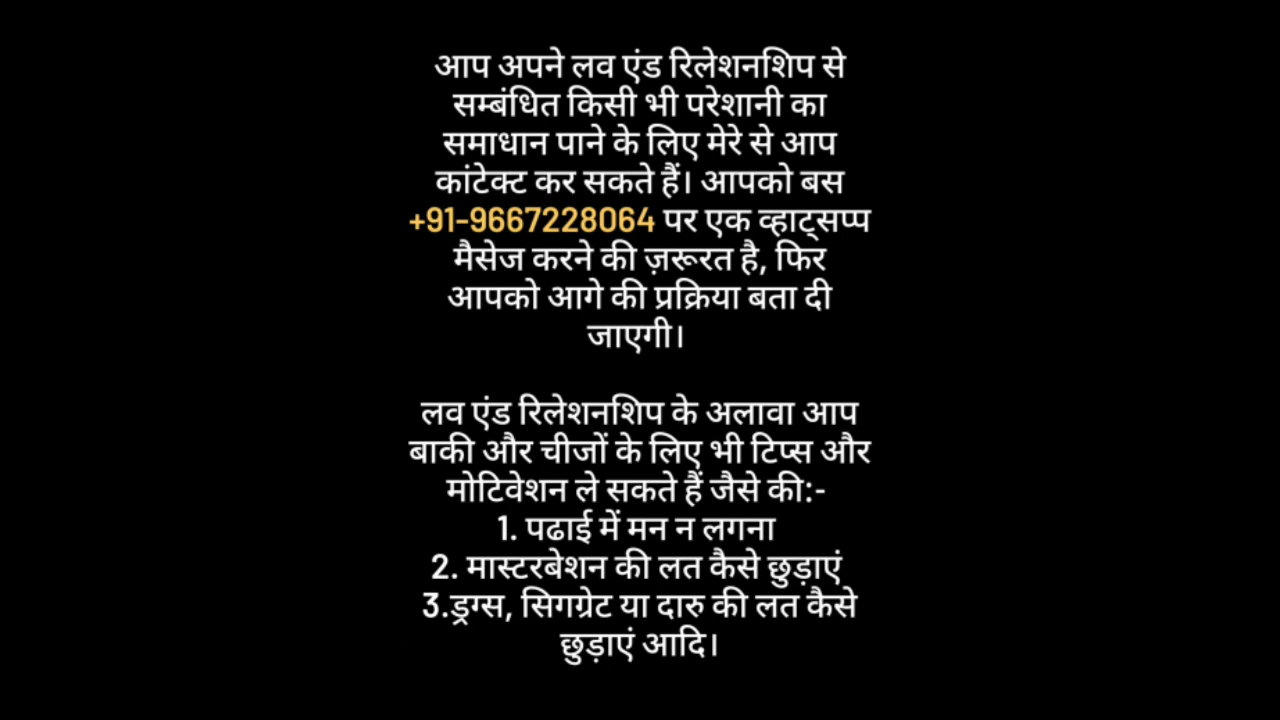 आप अपने लव एंड रिलेशनशिप से
सम्बंधित किसी भी परेशानी का
समाधान पाने के लिए मेरे से आप
कांटेक्ट कर सकते हैं। आपको बस
+91-9667228064 पर एक व्हाट्सप्प
मैसेज करने की ज़रूरत है, फिर
आपको आगे की प्रक्रिया बता दी
जाएगी।
लव एंड रिलेशनशिप के अलावा आप
बाकी और चीजों के लिए भी टिप्स और
मोटिवेशन ले सकते हैं जैसे की:-
1. पढाई में मन न लगना
2. मास्टरबेशन की लत कैसे छुड़ाएं
3.ड्रग्स, सिगग्रेट या दारु की लत कैसे
छुड़ाएं आदि।